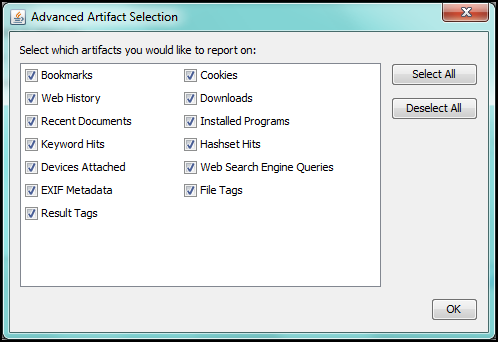 Advanced Artifact Selection
Select which artifacts you would like to report on:
Bookmarks Cookies Select All
Web History Downloads Deselect All
Recent Documents Installed Programs
Keyword Hits Hashset Hits
Devices Attached Web Search Engine Queries
EXIF Metadata File Tags
Result Tags
OK